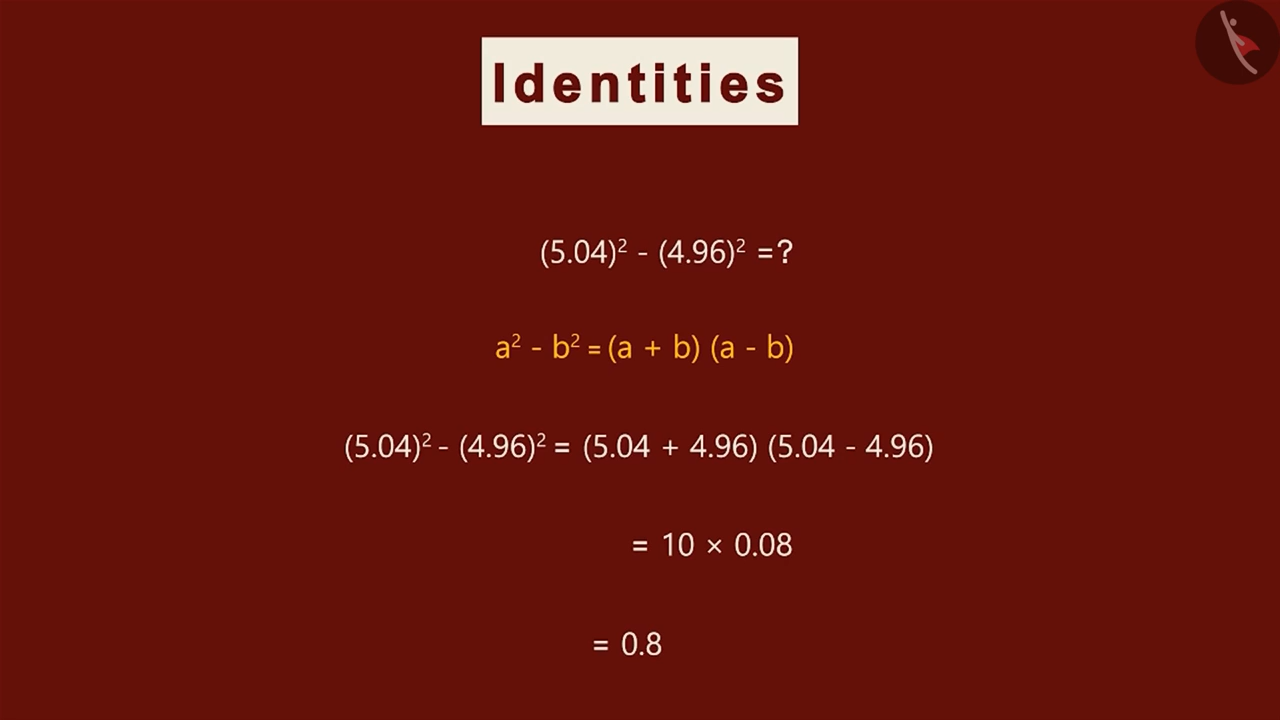 Identities
(5.04)² - (4.96)² =?
a² - b² = (a + b) (a - b)
(5.04)² - (4.96)² = (5.04 + 4.96) (5.04 - 4.96)
= 10 × 0.08
= 0.8